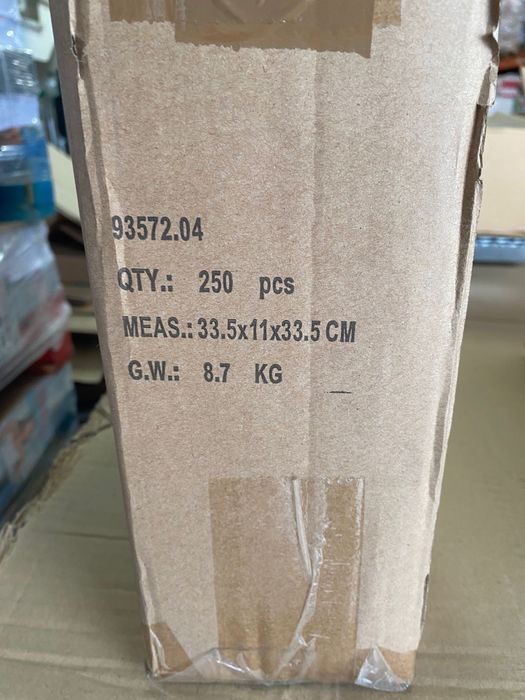 93572.04
QTY.: 250 pcs
MEAS.: 33.5x11x33.5 CM
G.W.: 8.7 KG